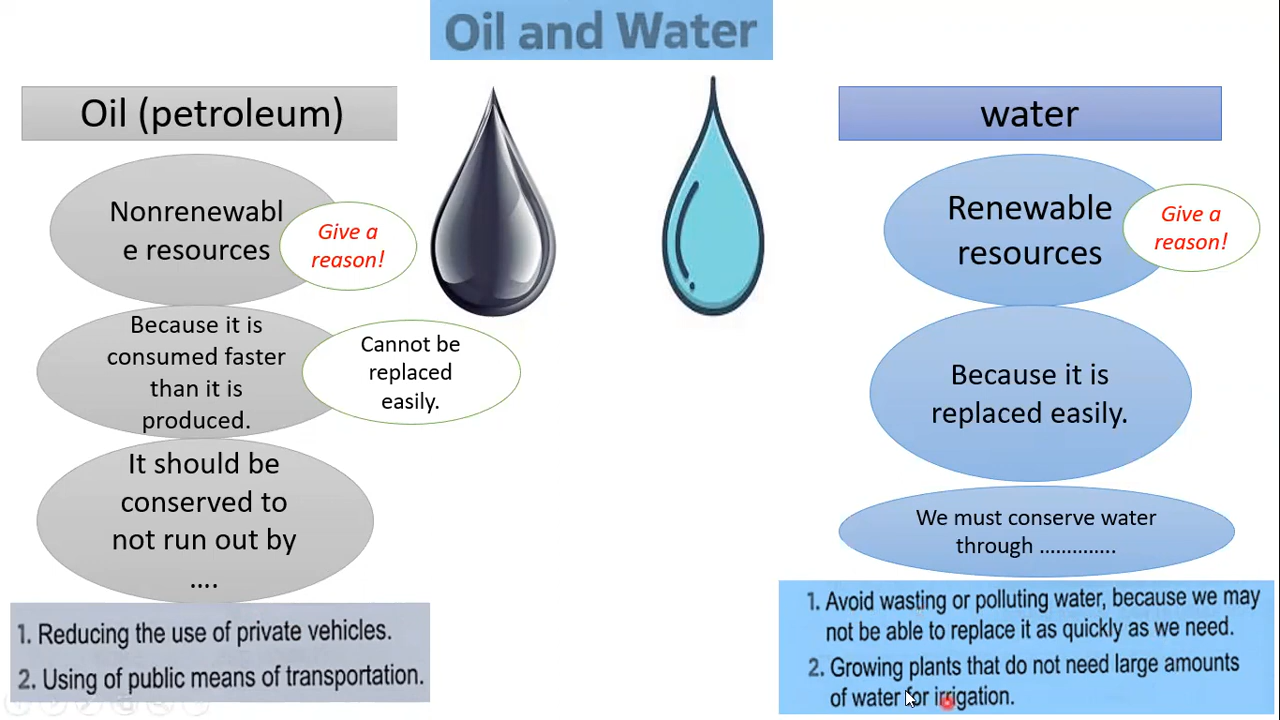 Oil and Water
Oil (petroleum)
Nonrenewabl
e resources
Give a
reason!
Because it is
consumed faster
than it is
produced.
Cannot be
replaced
easily.
It should be
conserved to
not run out by
....
1. Reducing the use of private vehicles.
2. Using of public means of transportation.
water
Renewable
resources
Give a
reason!
Because it is
replaced easily.
We must conserve water
through ..............
1. Avoid wasting or polluting water, because we may
not be able to replace it as quickly as we need.
2. Growing plants that do not need large amounts
of water for irrigation.